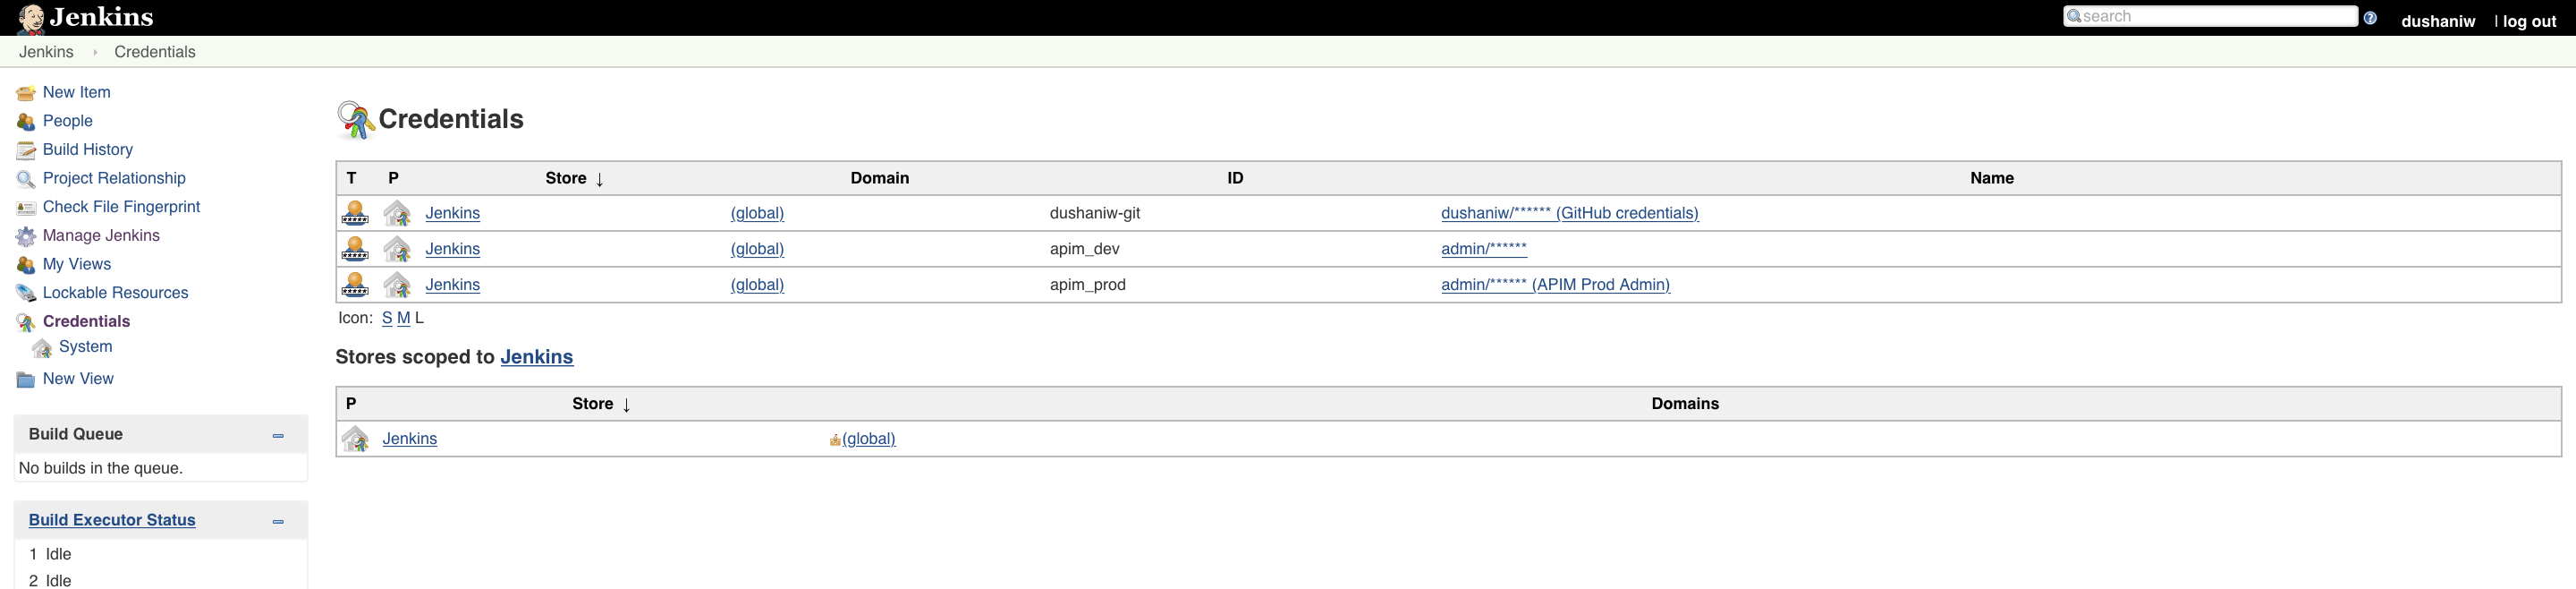 Jenkins
search
dushaniw | log out
Jenkins Credentials
New Item
People
Build History
Project Relationship
Check File Fingerprint
Manage Jenkins
My Views
Lockable Resources
Credentials
System
New View
Build Queue
No builds in the queue.
Build Executor Status
1 Idle
2 Idle
Credentials
T P Store ↓ Domain ID Name
Jenkins (global) dushaniw-git dushaniw/****** (GitHub credentials)
Jenkins (global) apim_dev admin/******
Jenkins (global) apim_prod admin/****** (APIM Prod Admin)
Icon: S M L
Stores scoped to Jenkins
P Store ↓ Domains
Jenkins (global)